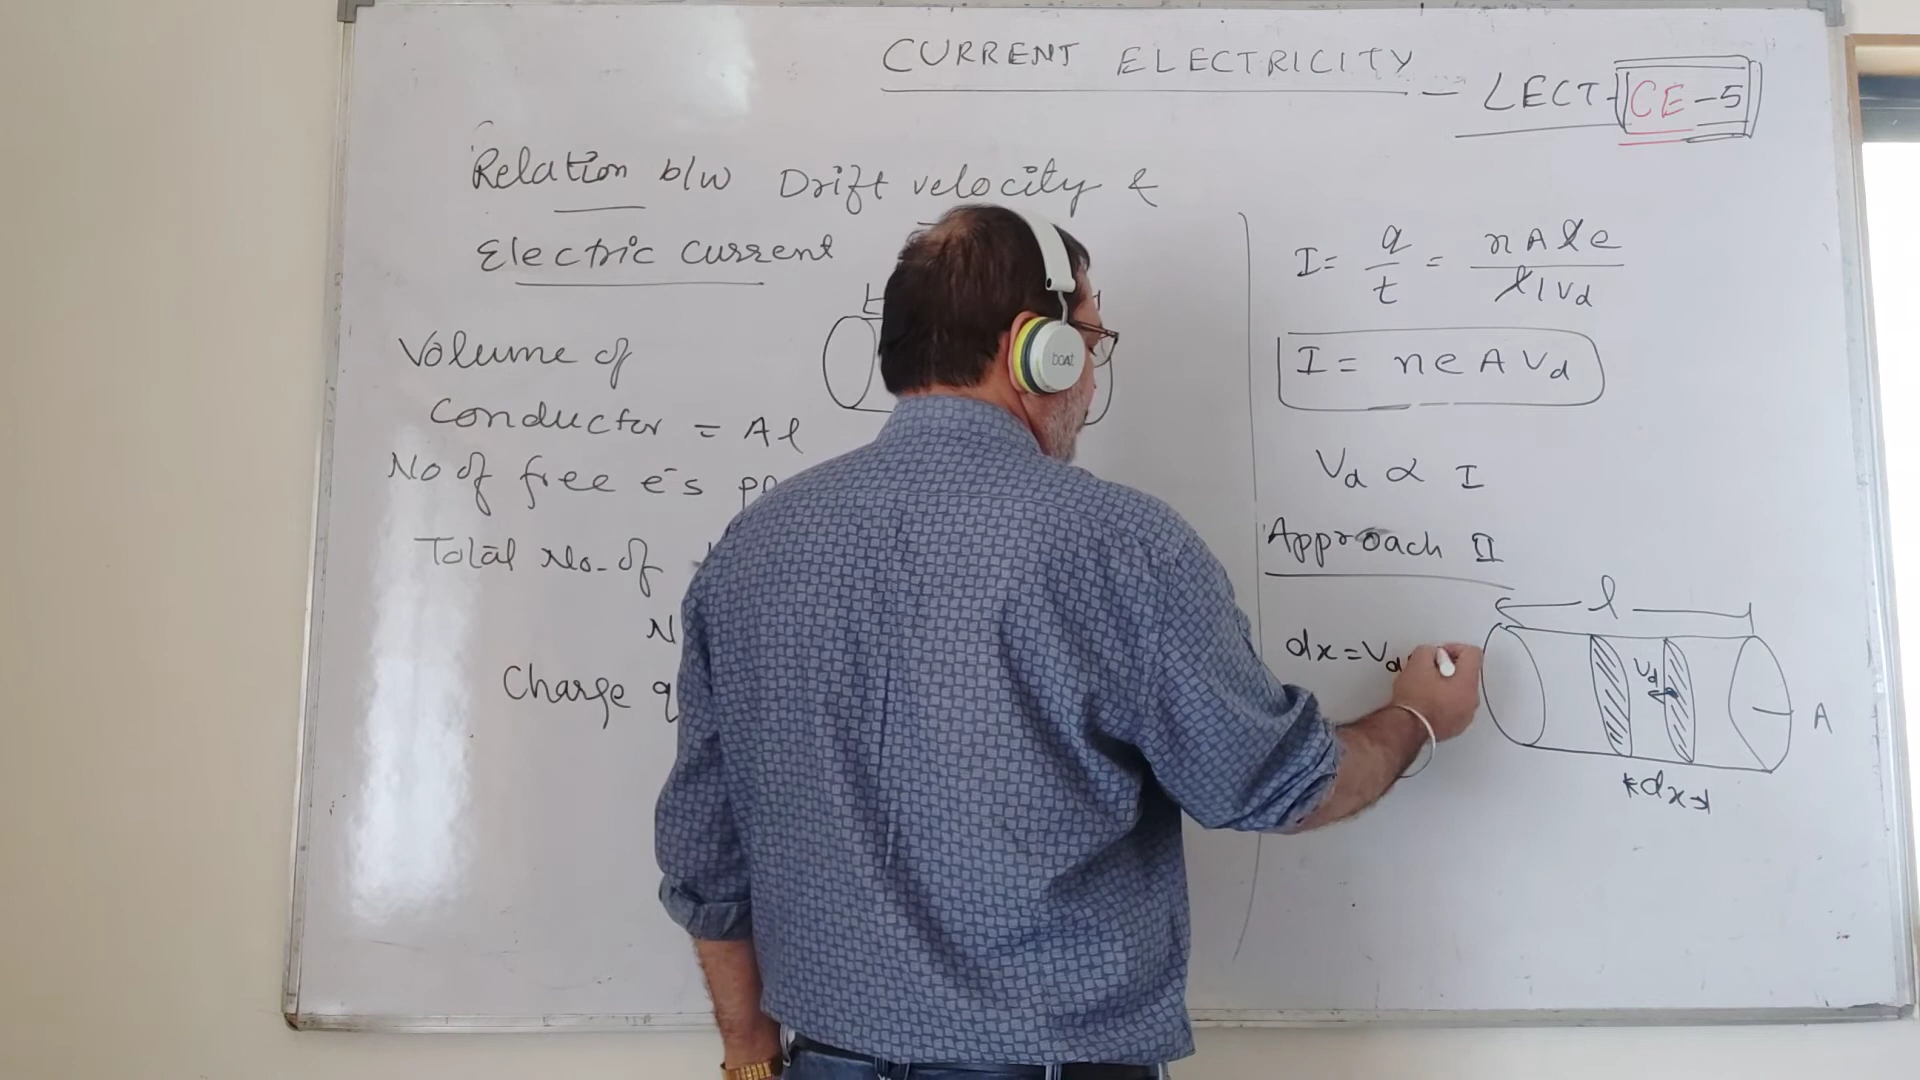 CURRENT ELECTRICITY - LECT-CE-5
Relation b/w Drift velocity &
Electric current
Volume of
conductor = Al
No of free e⁻s
Total No. of
N
Charge q
l
I = q/t = nAle/l/vd
I = neAvd
vd ∝ I
Approach II
dx = vd
l
vd
A
dx
boAt